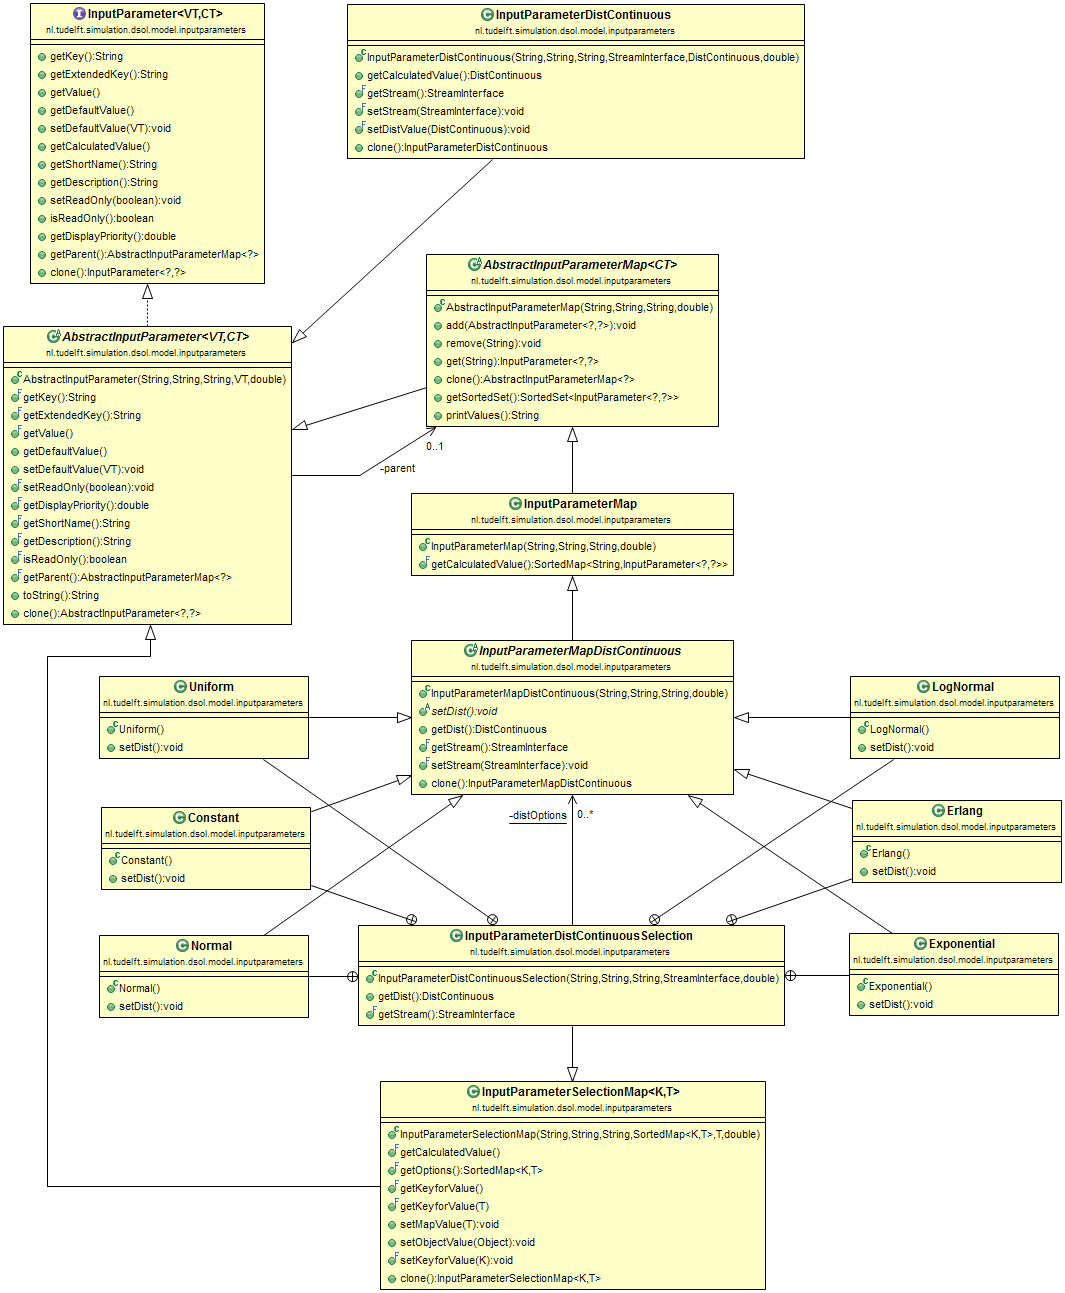 InputParameter<VT,CT>
nl.tudelft.simulation.dsol.model.inputparameters
getKey():String
getExtendedKey():String
getValue()
getDefaultValue()
setDefaultValue(VT):void
getCalculatedValue()
getShortName():String
getDescription():String
setReadOnly(boolean):void
isReadOnly():boolean
getDisplayPriority():double
getParent():AbstractInputParameterMap<?>
clone():InputParameter<?,?>
InputParameterDistContinuous
nl.tudelft.simulation.dsol.model.inputparameters
InputParameterDistContinuous(String,String,String,StreamInterface,DistContinuous,double)
getCalculatedValue():DistContinuous
getStream():StreamInterface
setStream(StreamInterface):void
setDistValue(DistContinuous):void
clone():InputParameterDistContinuous
AbstractInputParameterMap<CT>
nl.tudelft.simulation.dsol.model.inputparameters
AbstractInputParameterMap(String,String,String,double)
add(AbstractInputParameter<?,?>):void
remove(String):void
get(String):InputParameter<?,?>
clone():AbstractInputParameterMap<?>
getSortedSet():SortedSet<InputParameter<?,?>>
printValues():String
AbstractInputParameter<VT,CT>
nl.tudelft.simulation.dsol.model.inputparameters
AbstractInputParameter(String,String,String,VT,double)
getKey():String
getExtendedKey():String
getValue()
getDefaultValue()
setDefaultValue(VT):void
setReadOnly(boolean):void
getDisplayPriority():double
getShortName():String
getDescription():String
isReadOnly():boolean
getParent():AbstractInputParameterMap<?>
toString():String
clone():AbstractInputParameter<?,?>
0..1
-parent
InputParameterMap
nl.tudelft.simulation.dsol.model.inputparameters
InputParameterMap(String,String,String,double)
getCalculatedValue():SortedMap<String,InputParameter<?,?>>
InputParameterMapDistContinuous
nl.tudelft.simulation.dsol.model.inputparameters
InputParameterMapDistContinuous(String,String,String,double)
setDist():void
getDist():DistContinuous
getStream():StreamInterface
setStream(StreamInterface):void
clone():InputParameterMapDistContinuous
Uniform
nl.tudelft.simulation.dsol.model.inputparameters
Uniform()
setDist():void
LogNormal
nl.tudelft.simulation.dsol.model.inputparameters
LogNormal()
setDist():void
Constant
nl.tudelft.simulation.dsol.model.inputparameters
Constant()
setDist():void
-distOptions
0..*
Erlang
nl.tudelft.simulation.dsol.model.inputparameters
Erlang()
setDist():void
Normal
nl.tudelft.simulation.dsol.model.inputparameters
Normal()
setDist():void
InputParameterDistContinuousSelection
nl.tudelft.simulation.dsol.model.inputparameters
InputParameterDistContinuousSelection(String,String,String,StreamInterface,double)
getDist():DistContinuous
getStream():StreamInterface
Exponential
nl.tudelft.simulation.dsol.model.inputparameters
Exponential()
setDist():void
InputParameterSelectionMap<K,T>
nl.tudelft.simulation.dsol.model.inputparameters
InputParameterSelectionMap(String,String,String,SortedMap<K,T>,T,double)
getCalculatedValue()
getOptions():SortedMap<K,T>
getKeyforValue()
getKeyforValue(T)
setMapValue(T):void
setObjectValue(Object):void
setKeyforValue(K):void
clone():InputParameterSelectionMap<K,T>